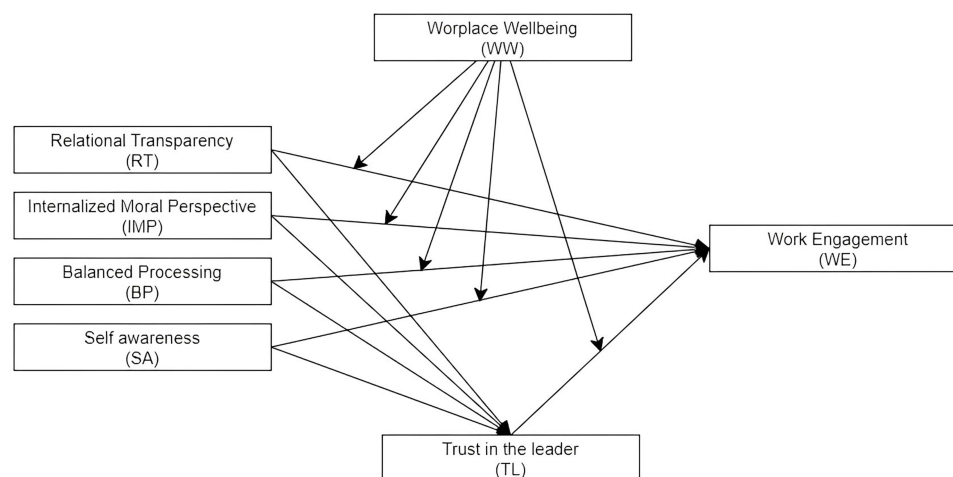 Worplace Wellbeing
(WW)
Relational Transparency
(RT)
Internalized Moral Perspective
(IMP)
Balanced Processing
(BP)
Self awareness
(SA)
Work Engagement
(WE)
Trust in the leader
(TL)